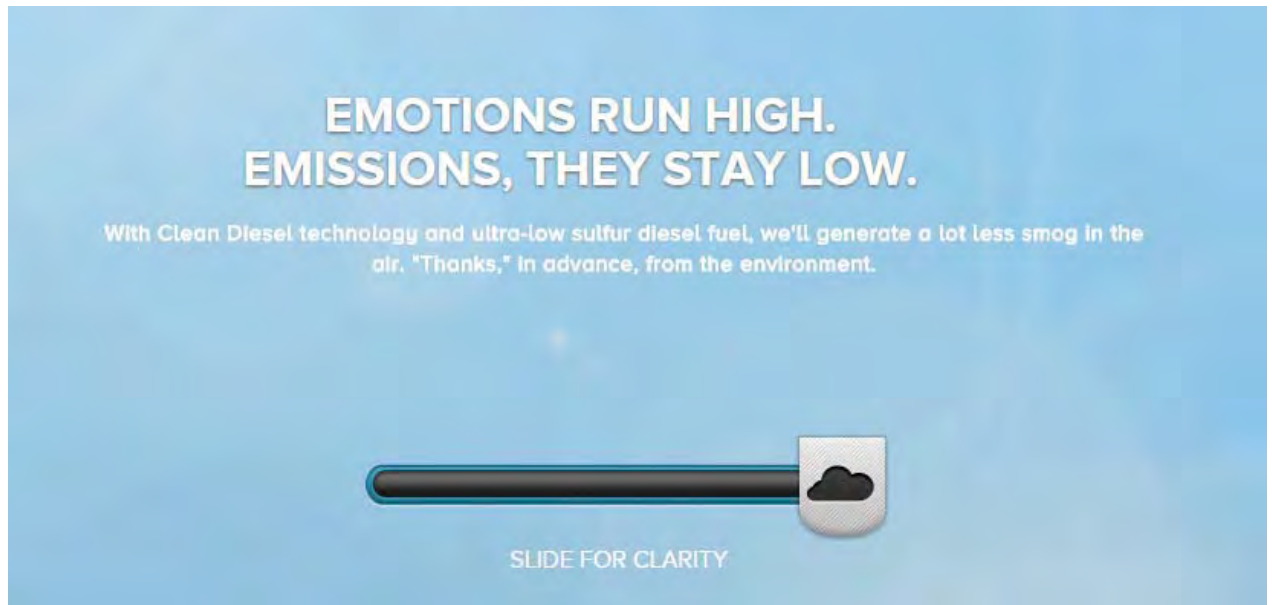 EMOTIONS RUN HIGH.
EMISSIONS, THEY STAY LOW.
With Clean Diesel technology and ultra-low sulfur diesel fuel, we'll generate a lot less smog in the
air. "Thanks," in advance, from the environment.
SLIDE FOR CLARITY